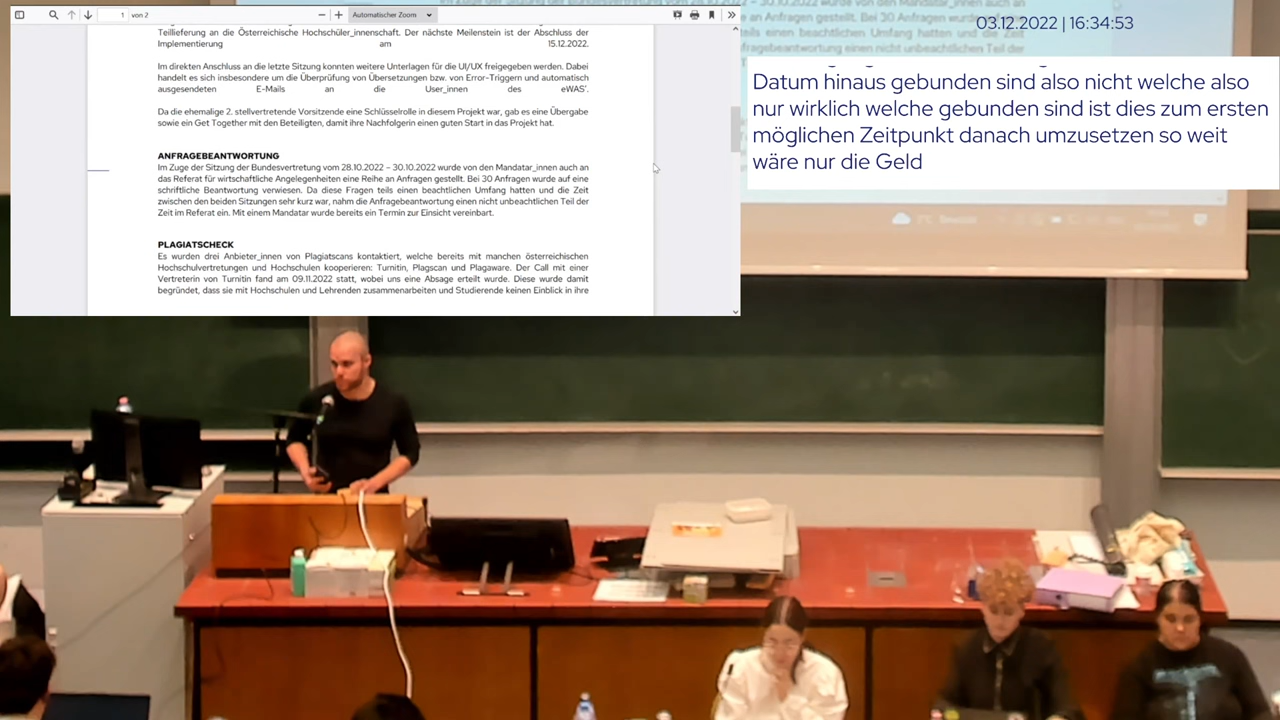 1 von 2
Automatischer Zoom
Teillieferung an die Österreichische Hochschüler_innenschaft. Der nächste Meilenstein ist der Abschluss der
Implementierung am 15.12.2022.
Im direkten Anschluss an die letzte Sitzung konnten weitere Unterlagen für die UI/UX freigegeben werden. Dabei
handelt es sich insbesondere um die Überprüfung von Übersetzungen bzw. von Error-Triggern und automatisch
ausgesendeten E-Mails an die User_innen des eWAS'.
Da die ehemalige 2. stellvertretende Vorsitzende eine Schlüsselrolle in diesem Projekt war, gab es eine Übergabe
sowie ein Get Together mit den Beteiligten, damit ihre Nachfolgerin einen guten Start in das Projekt hat.
ANFRAGEBEANTWORTUNG
Im Zuge der Sitzung der Bundesvertretung vom 28.10.2022 – 30.10.2022 wurde von den Mandatar_innen auch an
das Referat für wirtschaftliche Angelegenheiten eine Reihe an Anfragen gestellt. Bei 30 Anfragen wurde auf eine
schriftliche Beantwortung verwiesen. Da diese Fragen teils einen beachtlichen Umfang hatten und die Zeit
zwischen den beiden Sitzungen sehr kurz war, nahm die Anfragebeantwortung einen nicht unbeachtlichen Teil der
Zeit im Referat ein. Mit einem Mandatar wurde bereits ein Termin zur Einsicht vereinbart.
PLAGIATSCHECK
Es wurden drei Anbieter_innen von Plagiatscans kontaktiert, welche bereits mit manchen österreichischen
Hochschulvertretungen und Hochschulen kooperieren: Turnitin, Plagscan und Plagaware. Der Call mit einer
Vertreterin von Turnitin fand am 09.11.2022 statt, wobei uns eine Absage erteilt wurde. Diese wurde damit
begründet, dass sie mit Hochschulen und Lehrenden zusammenarbeiten und Studierende keinen Einblick in ihre
03.12.2022 | 16:34:53
Datum hinaus gebunden sind also nicht welche also
nur wirklich welche gebunden sind ist dies zum ersten
möglichen Zeitpunkt danach umzusetzen so weit
wäre nur die Geld